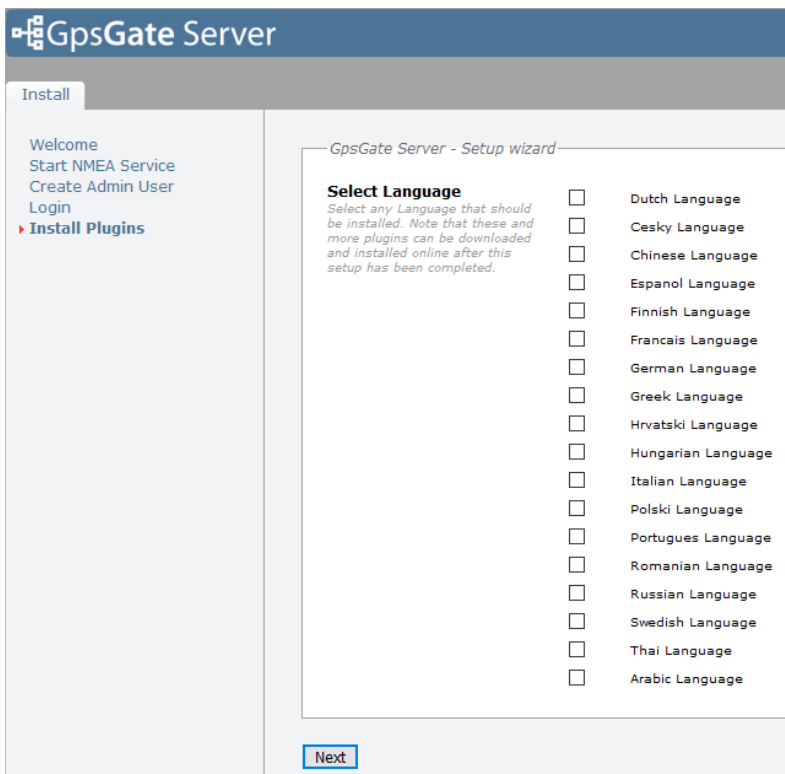 GpsGate Server
Install
Welcome
Start NMEA Service
Create Admin User
Login
Install Plugins
GpsGate Server - Setup wizard
Select Language
Select any Language that should
be installed. Note that these and
more plugins can be downloaded
and installed online after this
setup has been completed.
Dutch Language
Cesky Language
Chinese Language
Espanol Language
Finnish Language
Francais Language
German Language
Greek Language
Hrvatski Language
Hungarian Language
Italian Language
Polski Language
Portugues Language
Romanian Language
Russian Language
Swedish Language
Thai Language
Arabic Language
Next